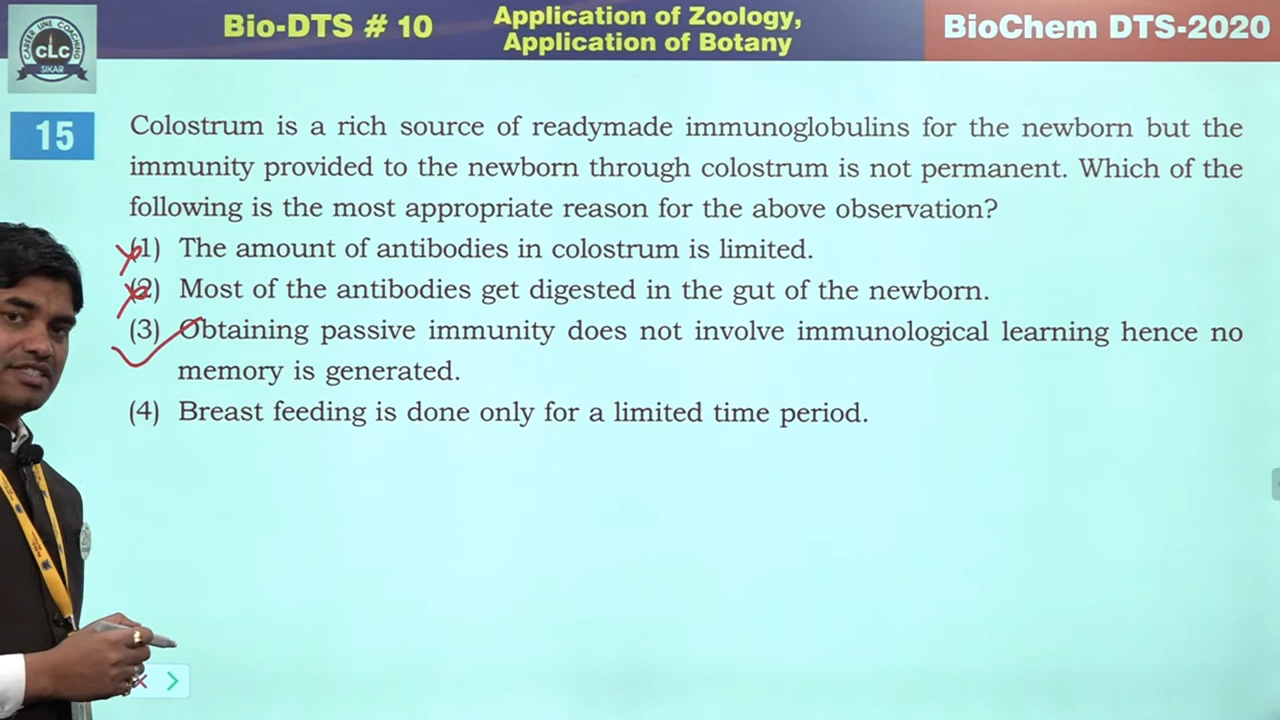 Bio-DTS # 10
Application of Zoology,
Application of Botany
BioChem DTS-2020
CAREER LINE COACHING
CLC
SIKAR
15
Colostrum is a rich source of readymade immunoglobulins for the newborn but the
immunity provided to the newborn through colostrum is not permanent. Which of the
following is the most appropriate reason for the above observation?
(1) The amount of antibodies in colostrum is limited.
(2) Most of the antibodies get digested in the gut of the newborn.
(3) Obtaining passive immunity does not involve immunological learning hence no
memory is generated.
(4) Breast feeding is done only for a limited time period.